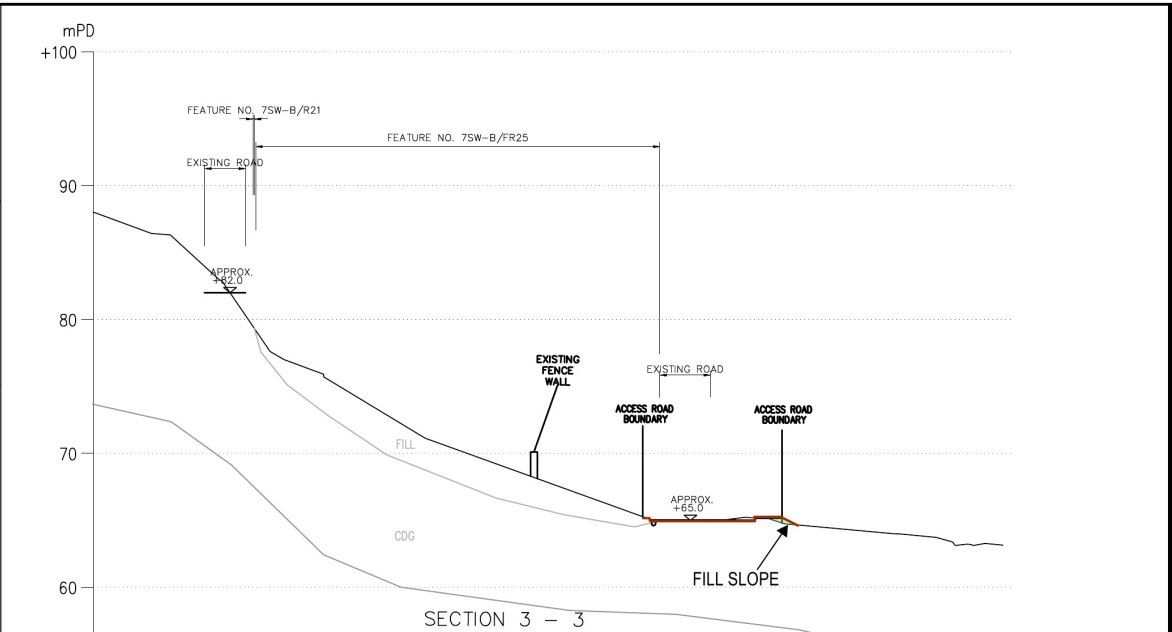 mPD
+100
FEATURE NO. 7SW-B/R21
FEATURE NO. 7SW-B/FR25
EXISTING ROAD
90
APPROX.
+82.0
80
EXISTING
FENCE
WALL
EXISTING ROAD
ACCESS ROAD
BOUNDARY
ACCESS ROAD
BOUNDARY
70
FILL
APPROX.
+65.0
CDG
FILL SLOPE
60
SECTION 3 – 3